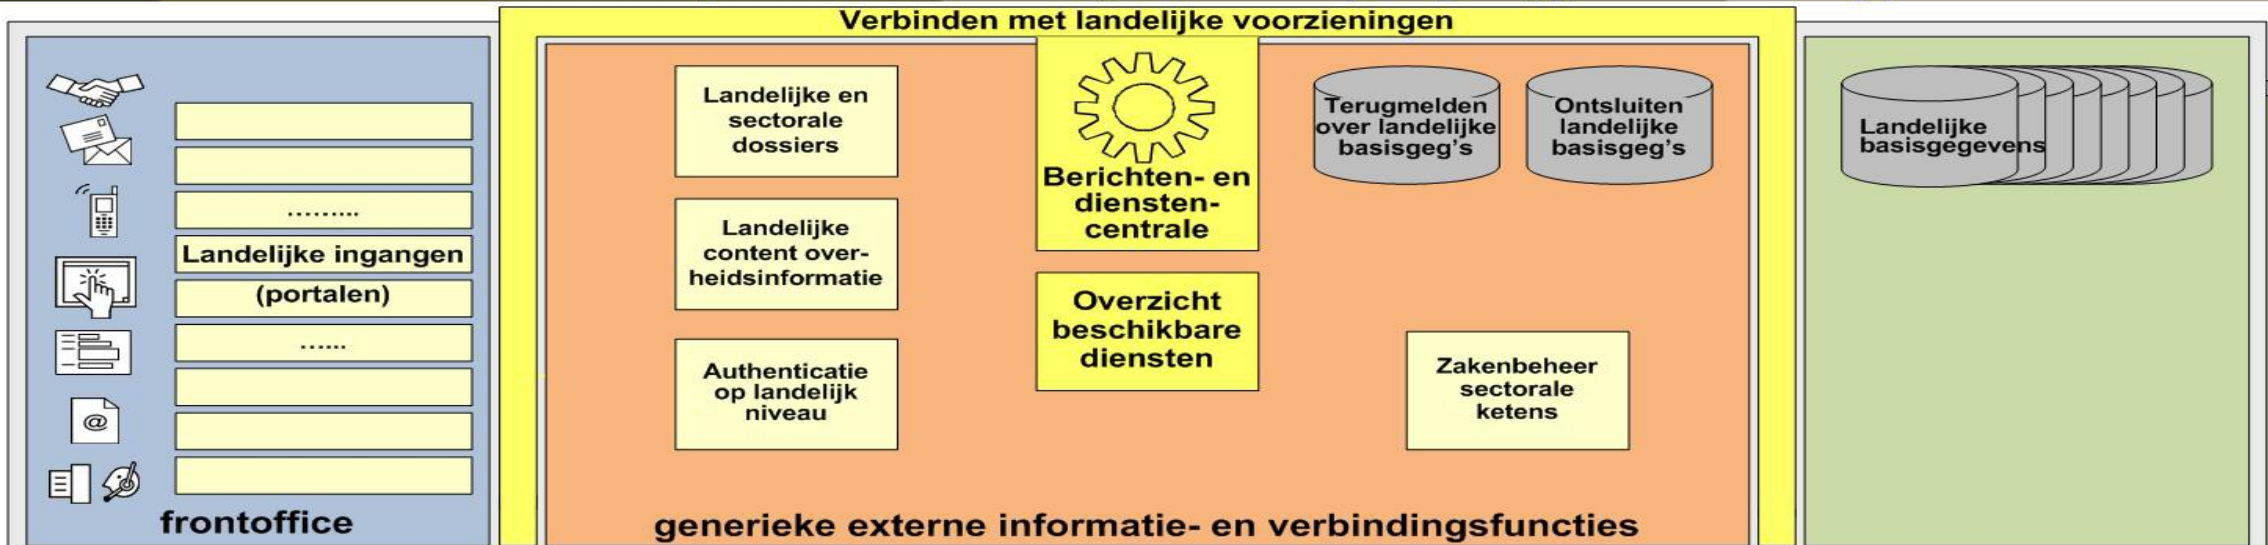 Verbinden met landelijke voorzieningen
.........
Landelijke ingangen
(portalen)
......
@
frontoffice
Landelijke en
sectorale
dossiers
Landelijke
content over-
heidsinformatie
Authenticatie
op landelijk
niveau
Berichten- en
diensten-
centrale
Overzicht
beschikbare
diensten
Terugmelden
over landelijke
basisgeg's
Ontsluiten
landelijke
basisgeg's
Zakenbeheer
sectorale
ketens
generieke externe informatie- en verbindingsfuncties
Landelijke
basisgegevens